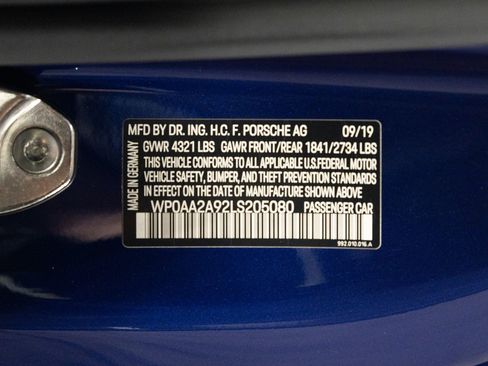 MFD BY DR. ING. H.C. F. PORSCHE AG 09/19
GVWR 4321 LBS GAWR FRONT/REAR 1841/2734 LBS
THIS VEHICLE CONFORMS TO ALL APPLICABLE U.S.FEDERAL MOTOR
VEHICLE SAFETY, BUMPER, AND THEFT PREVENTION STANDARDS
IN EFFECT ON THE DATE OF MANUFACTURE SHOWN ABOVE.
WP0AA2A92LS205080 PASSENGER CAR
992.010.016.A
MADE IN GERMANY